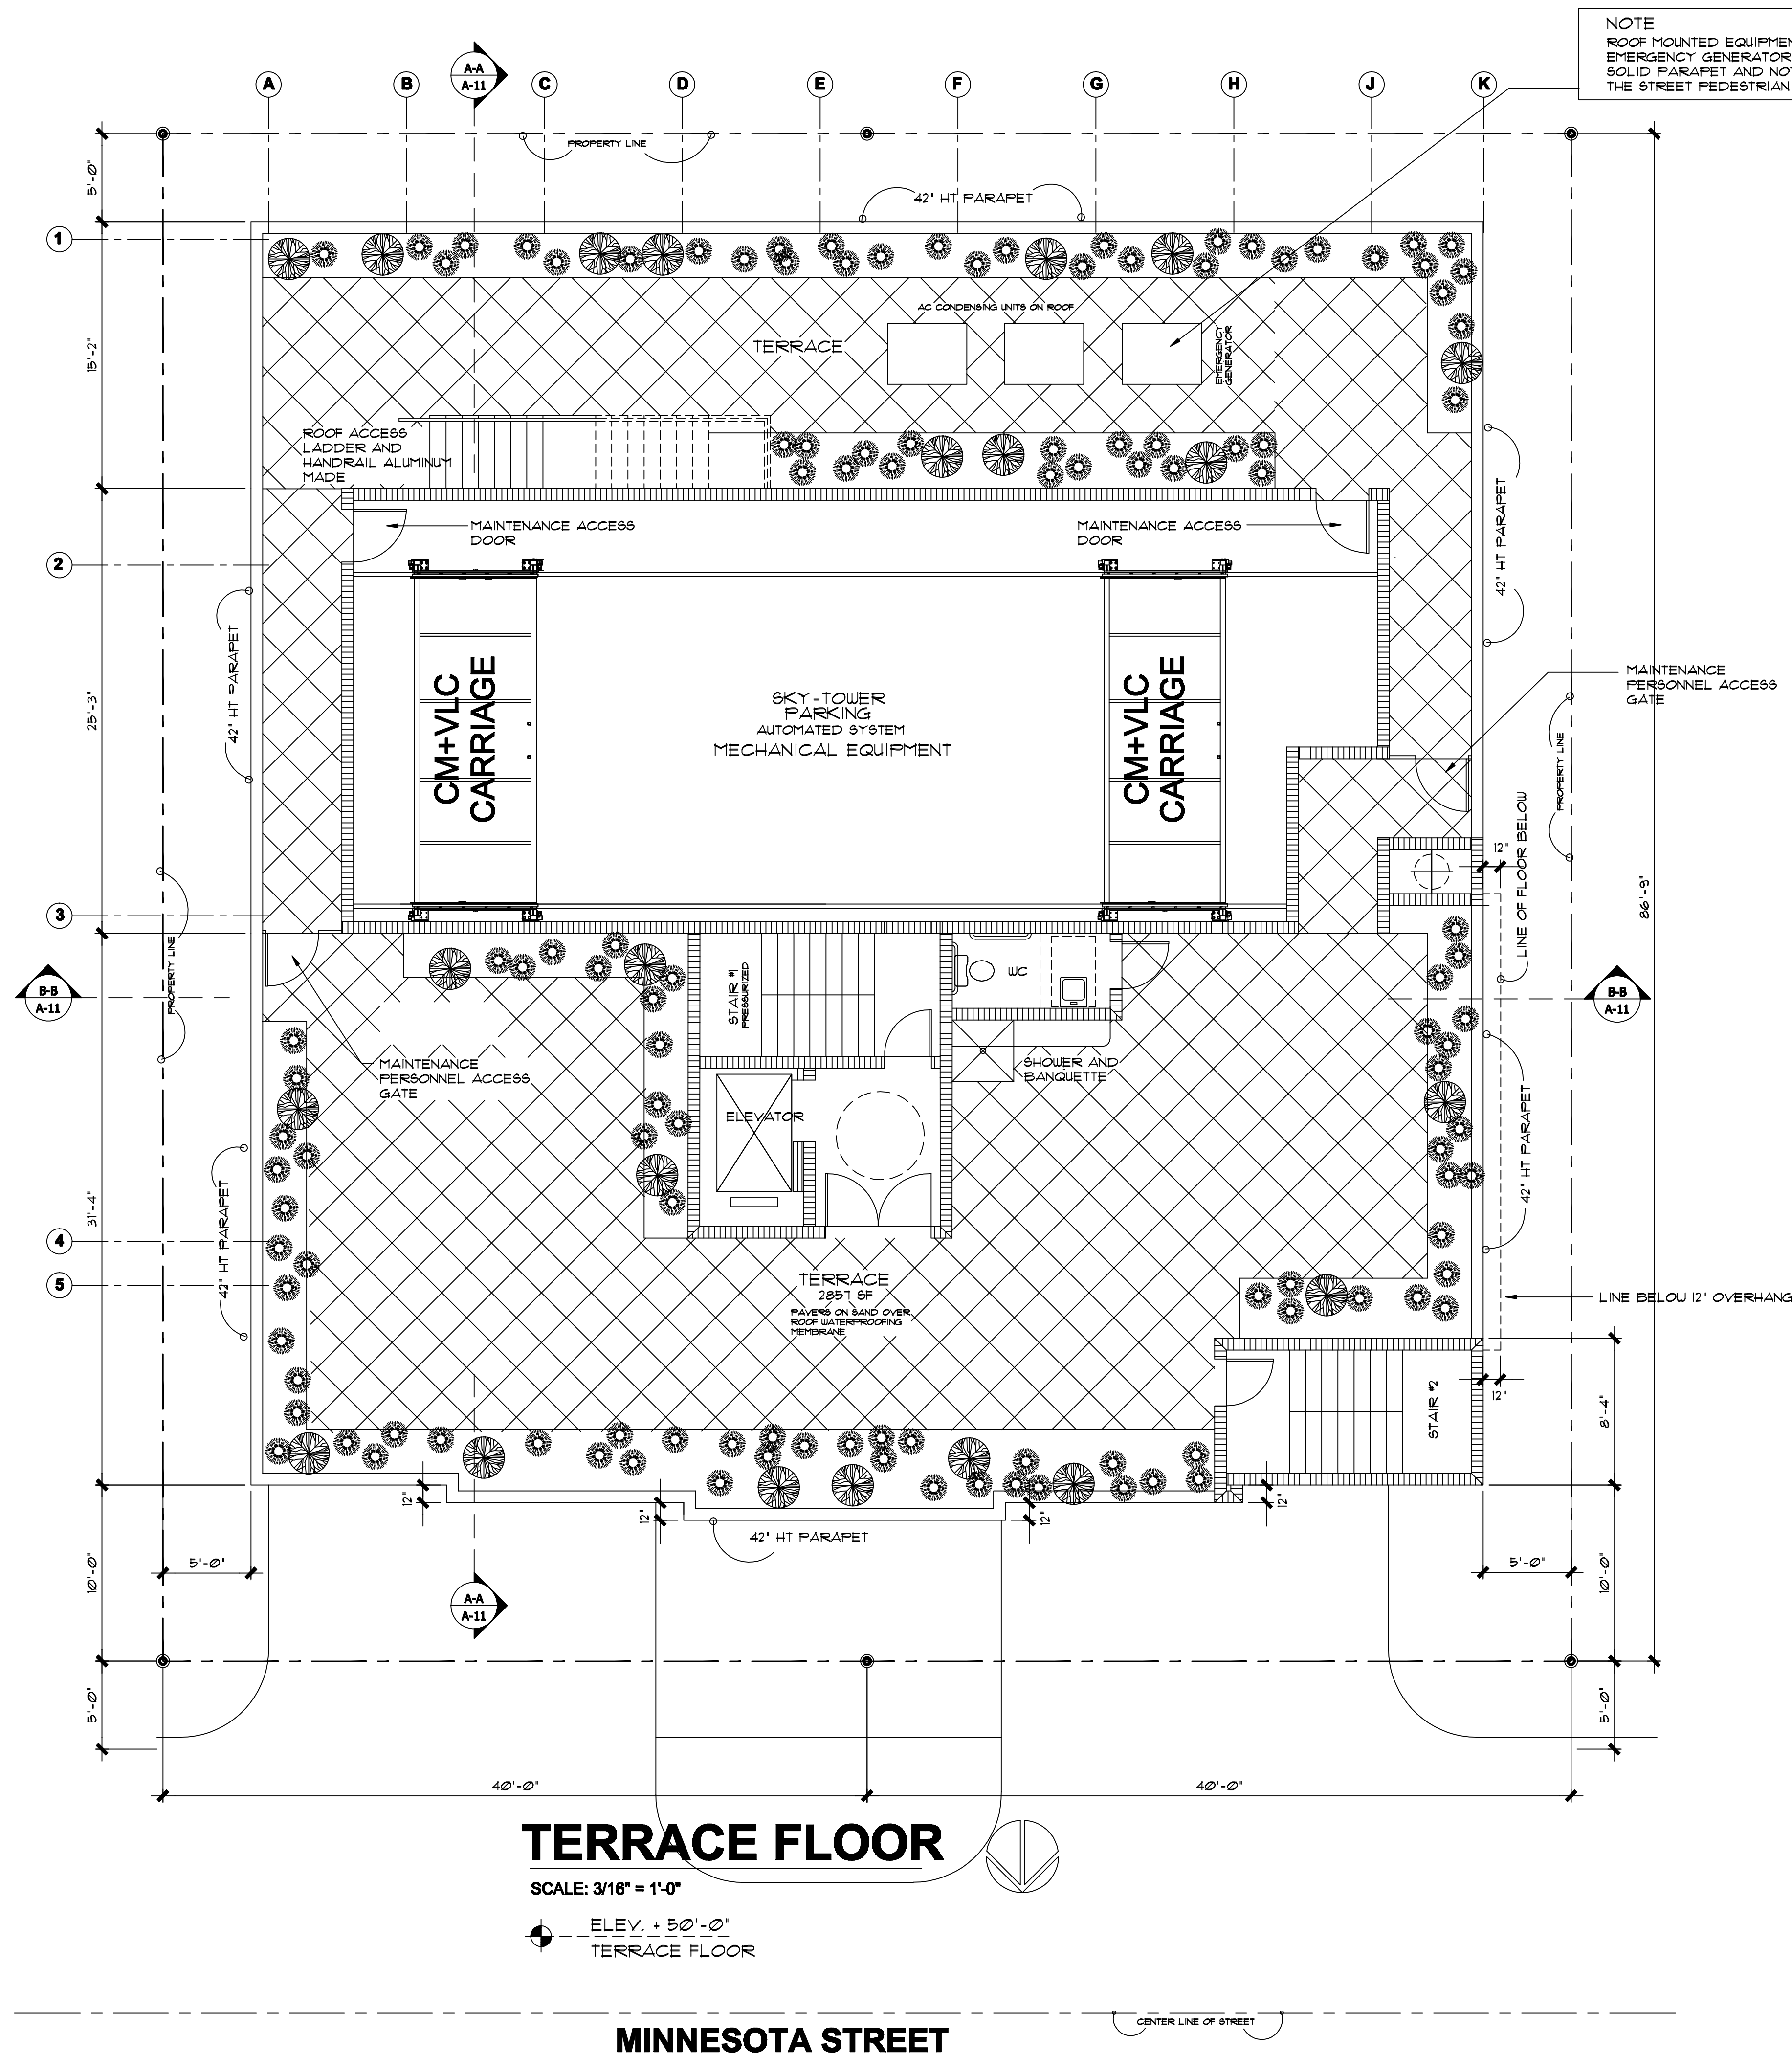 NOTE
ROOF MOUNTED EQUIPMEN
EMERGENCY GENERATOR
SOLID PARAPET AND NO
THE STREET PEDESTRIAN
A-A
A-11
A
B
C
D
E
F
G
H
J
K
PROPERTY LINE
5'-0"
42" HT PARAPET
1
AC CONDENSING UNITS ON ROOF
TERRACE
EMERGENCY
GENERATOR
15'-2"
ROOF ACCESS
LADDER AND
HANDRAIL ALUMINUM
MADE
42" HT PARAPET
MAINTENANCE ACCESS
DOOR
MAINTENANCE ACCESS
DOOR
2
42" HT PARAPET
25'-3"
CM+VLC
CARRIAGE
SKY-TOWER
PARKING
AUTOMATED SYSTEM
MECHANICAL EQUIPMENT
CM+VLC
CARRIAGE
MAINTENANCE
PERSONNEL ACCESS
GATE
PROPERTY LINE
LINE OF FLOOR BELOW
12"
86'-9"
3
PROPERTY LINE
B-B
A-11
STAIR #1
PRESSURIZED
WC
B-B
A-11
MAINTENANCE
PERSONNEL ACCESS
GATE
SHOWER AND
BANQUETTE
ELEVATOR
42" HT PARAPET
42" HT PARAPET
31'-4"
4
5
TERRACE
2857 SF
PAVERS ON SAND OVER
ROOF WATERPROOFING
MEMBRANE
LINE BELOW 12" OVERHANG
12"
STAIR #2
8'-4"
12"
12"
12"
12"
42" HT PARAPET
5'-0"
5'-0"
10'-0"
10'-0"
A-A
A-11
5'-0"
5'-0"
40'-0"
40'-0"
TERRACE FLOOR
SCALE: 3/16" = 1'-0"
ELEV. + 50'-0"
TERRACE FLOOR
CENTER LINE OF STREET
MINNESOTA STREET